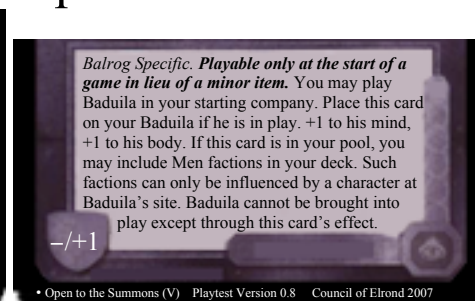 Balrog Specific. Playable only at the start of a
game in lieu of a minor item. You may play
Baduila in your starting company. Place this card
on your Baduila if he is in play. +1 to his mind,
+1 to his body. If this card is in your pool, you
may include Men factions in your deck. Such
factions can only be influenced by a character at
Baduila's site. Baduila cannot be brought into
play except through this card's effect.
–/+1
• Open to the Summons (V) Playtest Version 0.8 Council of Elrond 2007